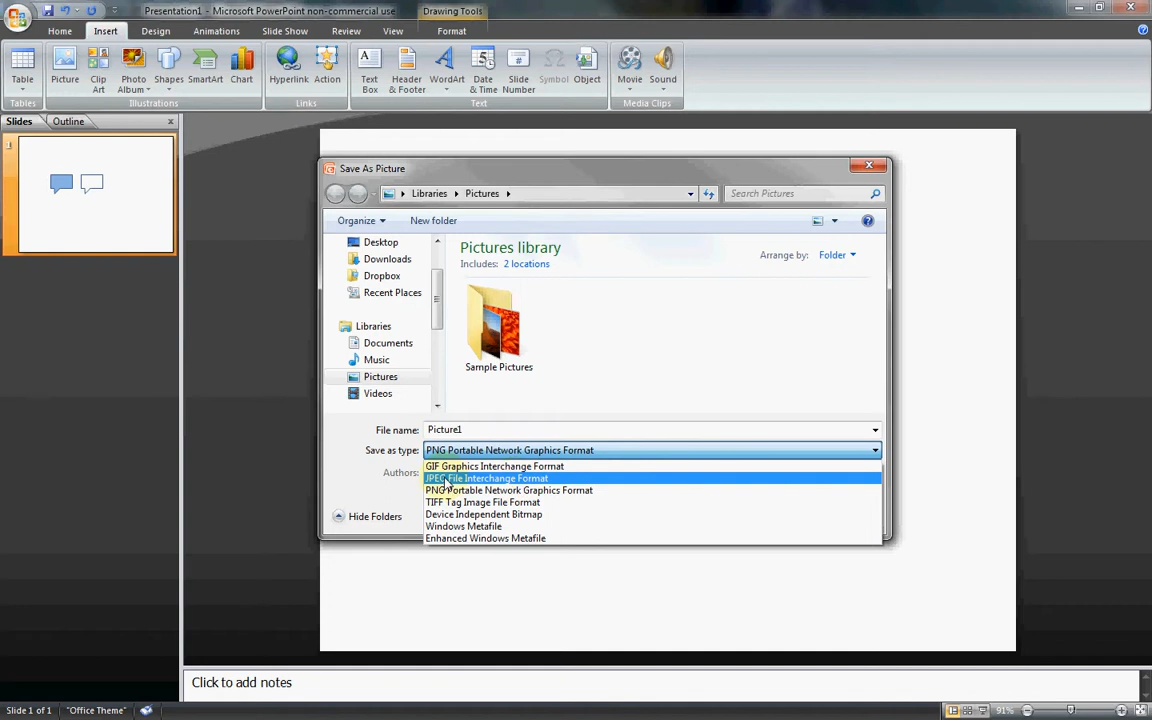 Presentation1 - Microsoft PowerPoint non-commercial use
Drawing Tools
Home Insert Design Animations Slide Show Review View Format
Table Picture Clip Art Photo Album Shapes SmartArt Chart Hyperlink Action Text Box Header & Footer WordArt Date & Time Slide Number Symbol Object Movie Sound
Tables Illustrations Links Text Media Clips
Slides Outline
1
Save As Picture
Libraries Pictures
Search Pictures
Organize New folder
Desktop
Downloads
Dropbox
Recent Places
Libraries
Documents
Music
Pictures
Videos
Pictures library
Includes: 2 locations
Arrange by: Folder
Sample Pictures
File name: Picture1
Save as type: PNG Portable Network Graphics Format
Authors:
GIF Graphics Interchange Format
JPEG File Interchange Format
PNG Portable Network Graphics Format
TIFF Tag Image File Format
Device Independent Bitmap
Windows Metafile
Enhanced Windows Metafile
Hide Folders
Click to add notes
Slide 1 of 1 "Office Theme" 91%